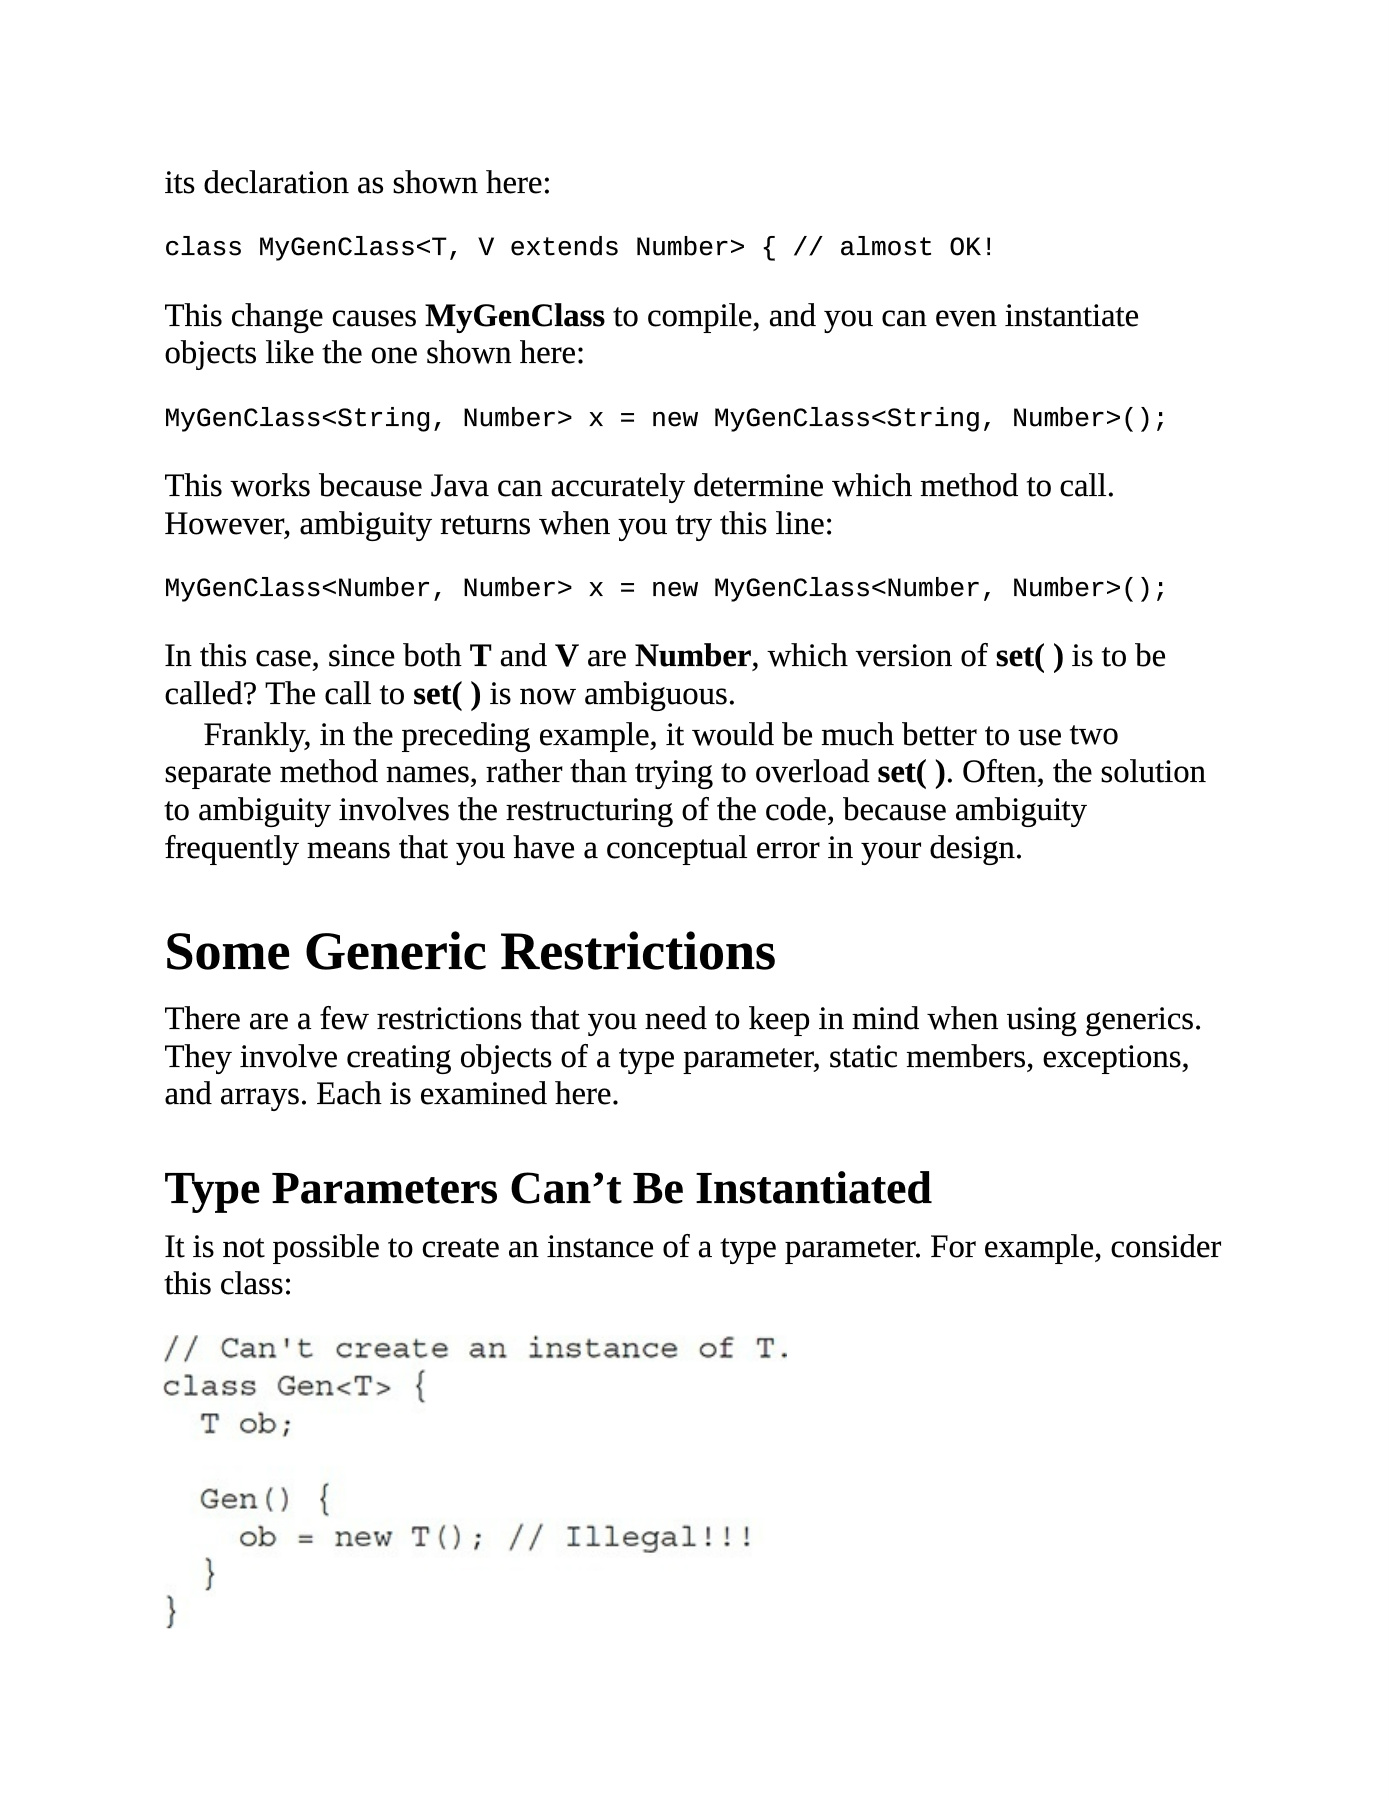 its declaration as shown here:
class MyGenClass<T, V extends Number> { // almost OK!
This change causes MyGenClass to compile, and you can even instantiate
objects like the one shown here:
MyGenClass<String, Number> x = new MyGenClass<String, Number>();
This works because Java can accurately determine which method to call.
However, ambiguity returns when you try this line:
MyGenClass<Number, Number> x = new MyGenClass<Number, Number>();
In this case, since both T and V are Number, which version of set( ) is to be
called? The call to set( ) is now ambiguous.
Frankly, in the preceding example, it would be much better to use two
separate method names, rather than trying to overload set( ). Often, the solution
to ambiguity involves the restructuring of the code, because ambiguity
frequently means that you have a conceptual error in your design.
Some Generic Restrictions
There are a few restrictions that you need to keep in mind when using generics.
They involve creating objects of a type parameter, static members, exceptions,
and arrays. Each is examined here.
Type Parameters Can’t Be Instantiated
It is not possible to create an instance of a type parameter. For example, consider
this class:
// Can't create an instance of T.
class Gen<T> {
  T ob;
  Gen() {
    ob = new T(); // Illegal!!!
  }
}